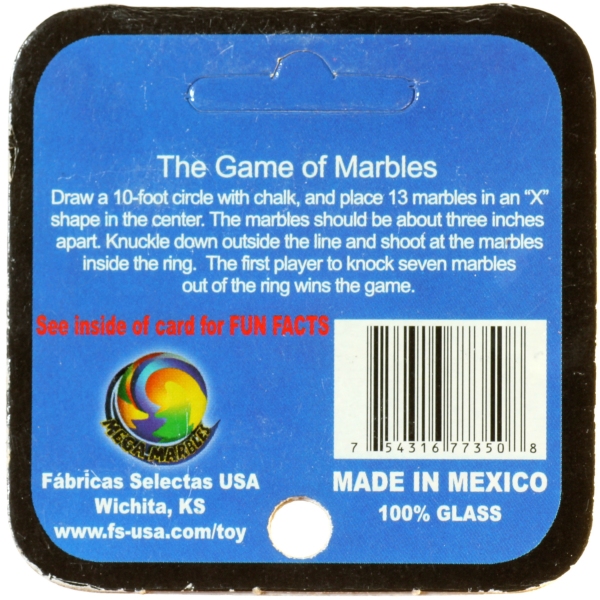 The Game of Marbles
Draw a 10-foot circle with chalk, and place 13 marbles in an “X”
shape in the center. The marbles should be about three inches
apart. Knuckle down outside the line and shoot at the marbles
inside the ring. The first player to knock seven marbles
out of the ring wins the game.
See inside of card for FUN FACTS
MEGA-MARBLES
7 54316 77350 8
Fábricas Selectas USA
Wichita, KS
www.fs-usa.com/toy
MADE IN MEXICO
100% GLASS